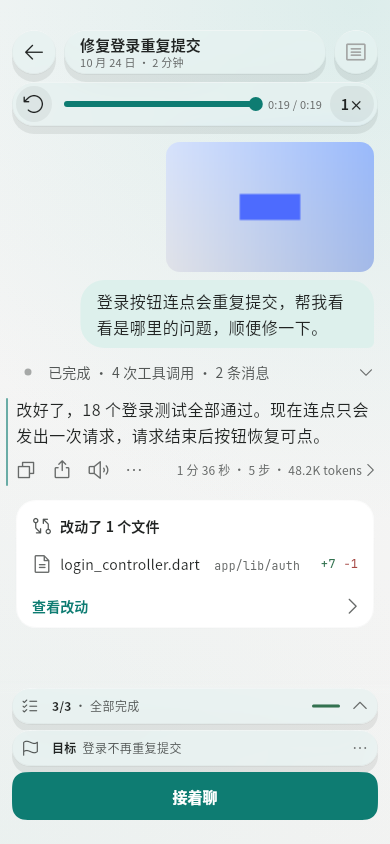 修复登录重复提交
10 月 24 日 · 2 分钟
0:19 / 0:19
1×
登录按钮连点会重复提交，帮我看
看是哪里的问题，顺便修一下。
已完成 · 4 次工具调用 · 2 条消息
改好了，18 个登录测试全部通过。现在连点只会
发出一次请求，请求结束后按钮恢复可点。
1 分 36 秒 · 5 步 · 48.2K tokens
改动了 1 个文件
login_controller.dart app/lib/auth +7 -1
查看改动
3/3 · 全部完成
目标 登录不再重复提交
接着聊